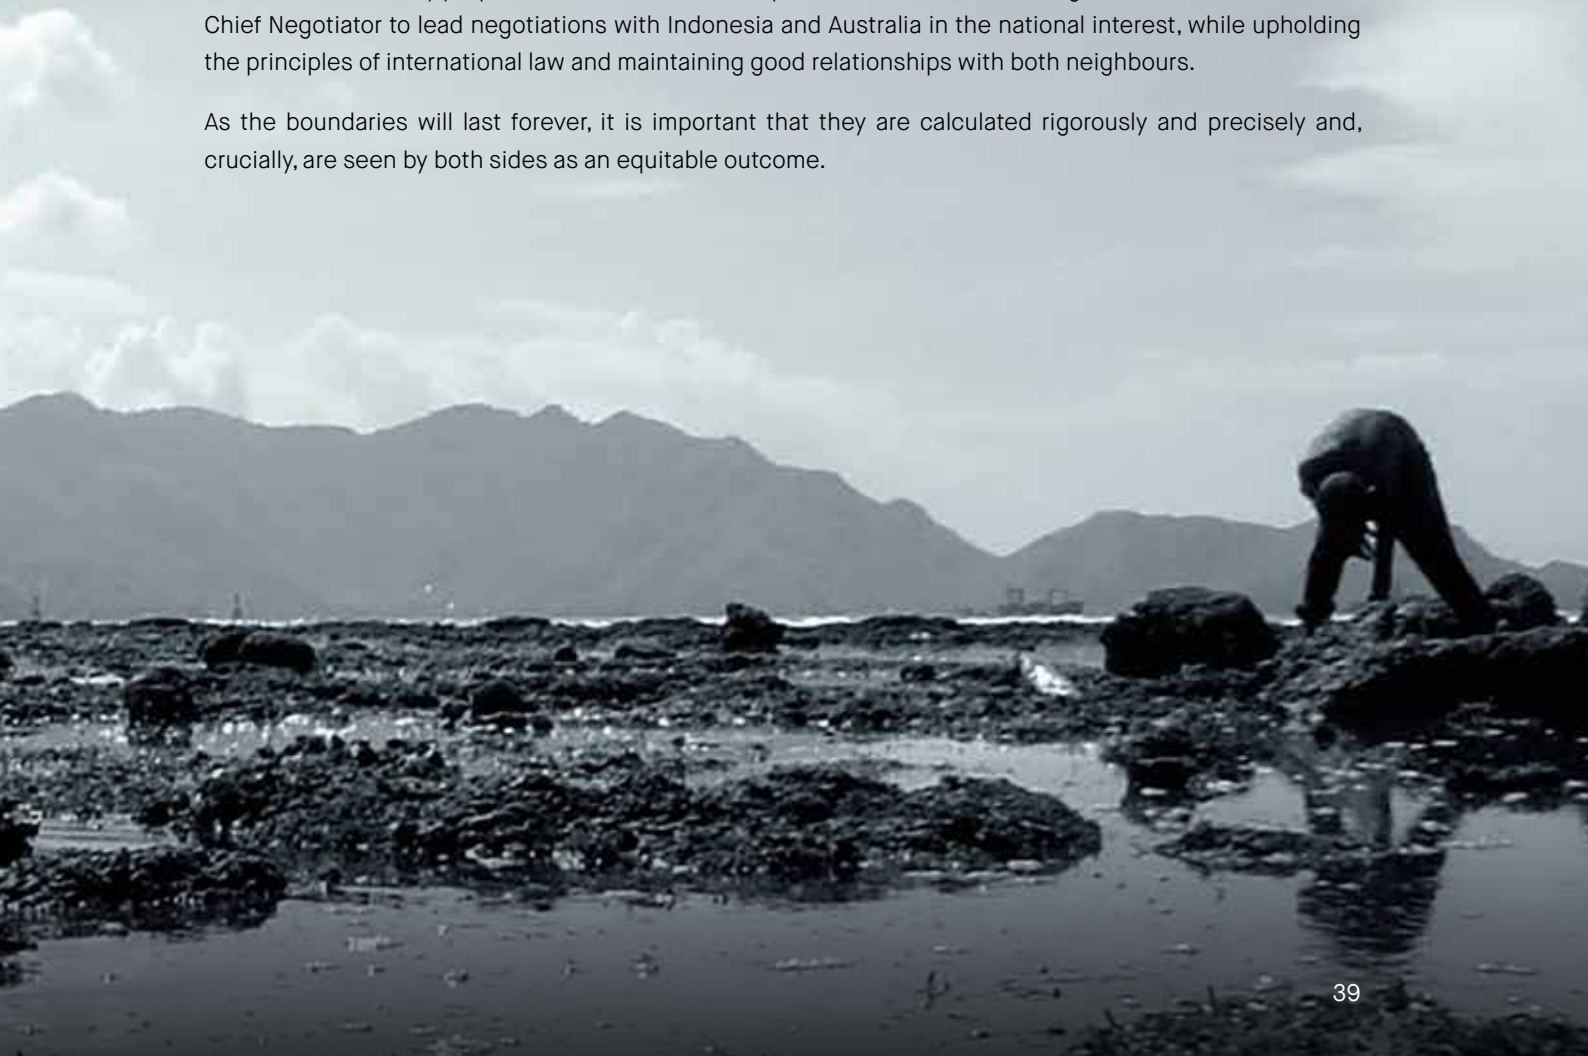 Chief Negotiator to lead negotiations with Indonesia and Australia in the national interest, while upholding
the principles of international law and maintaining good relationships with both neighbours.
As the boundaries will last forever, it is important that they are calculated rigorously and precisely and,
crucially, are seen by both sides as an equitable outcome.
39